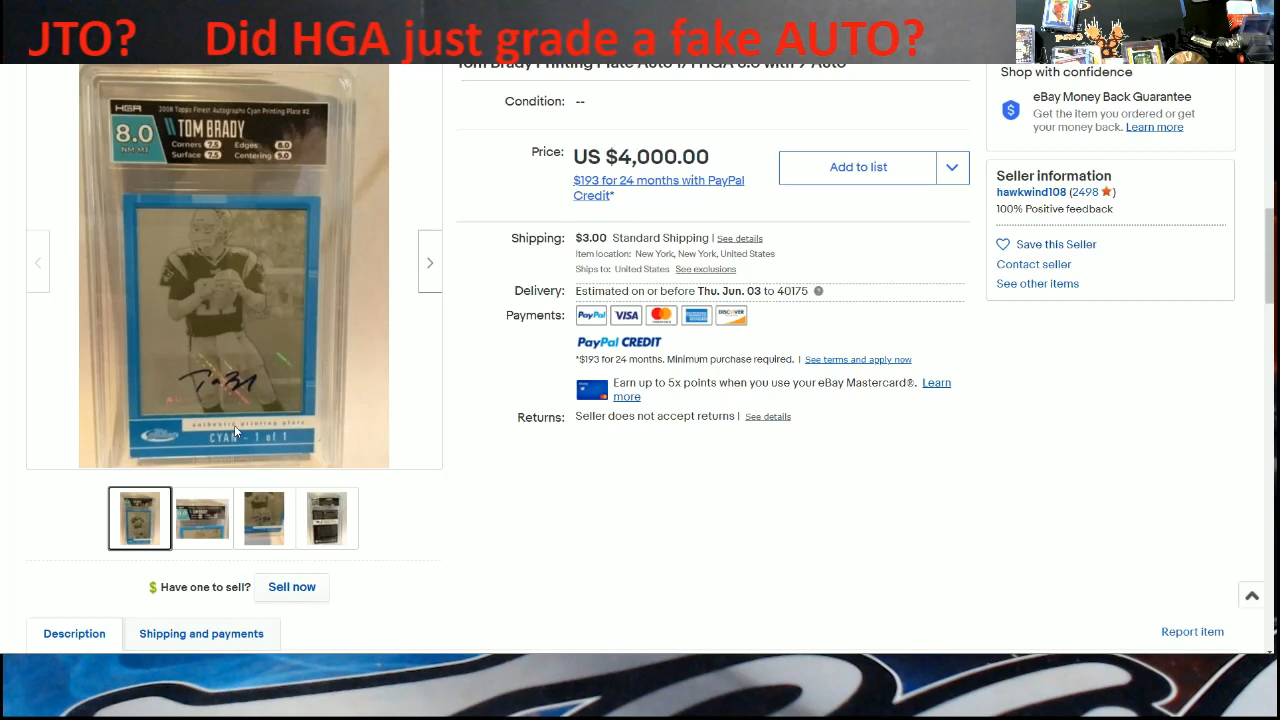 JTO? Did HGA just grade a fake AUTO?
Tom Brady Printing Plate Auto 1/1 HGA 8.0 with 9 Auto
HGA 2008 Topps Finest Autographs Cyan Printing Plate #2
8.0
NM-MT
TOM BRADY
Corners 7.5 Edges 8.0
Surface 7.5 Centering 9.0
authentic printing plate
CYAN - 1 of 1
Condition: --
Price: US $4,000.00
$193 for 24 months with PayPal
Credit*
Add to list
Shipping: $3.00 Standard Shipping | See details
Item location: New York, New York, United States
Ships to: United States See exclusions
Delivery: Estimated on or before Thu. Jun. 03 to 40175
Payments: PayPal VISA MasterCard DISCOVER
PayPal CREDIT
*$193 for 24 months. Minimum purchase required. | See terms and apply now
Earn up to 5x points when you use your eBay Mastercard®. Learn
more
Returns: Seller does not accept returns | See details
Shop with confidence
eBay Money Back Guarantee
Get the item you ordered or get
your money back. Learn more
Seller information
hawkwind108 (2498 ★)
100% Positive feedback
Save this Seller
Contact seller
See other items
Have one to sell? Sell now
Description Shipping and payments
Report item